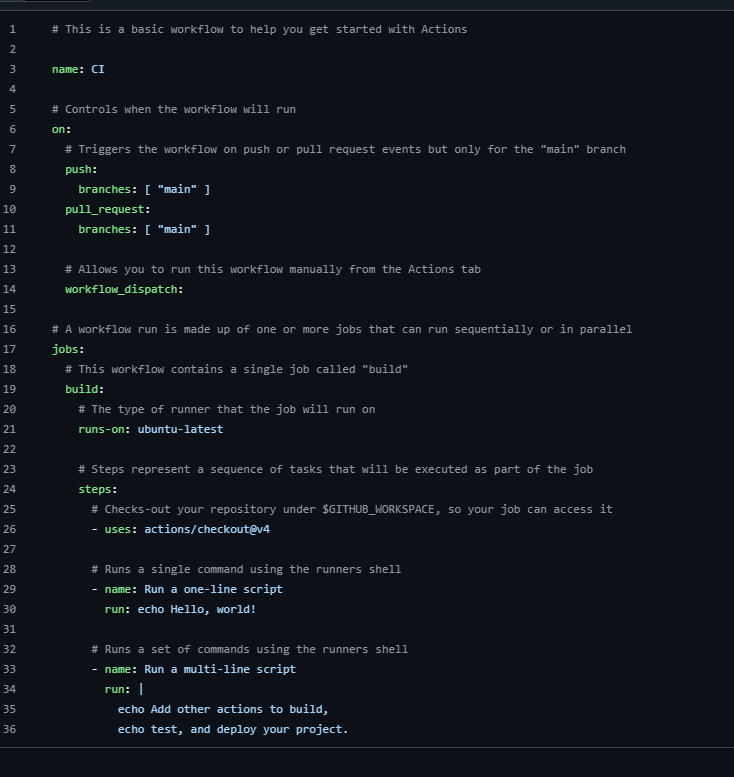 1 # This is a basic workflow to help you get started with Actions
2
3 name: CI
4
5 # Controls when the workflow will run
6 on:
7   # Triggers the workflow on push or pull request events but only for the "main" branch
8   push:
9     branches: [ "main" ]
10   pull_request:
11     branches: [ "main" ]
12
13   # Allows you to run this workflow manually from the Actions tab
14   workflow_dispatch:
15
16 # A workflow run is made up of one or more jobs that can run sequentially or in parallel
17 jobs:
18   # This workflow contains a single job called "build"
19   build:
20     # The type of runner that the job will run on
21     runs-on: ubuntu-latest
22
23     # Steps represent a sequence of tasks that will be executed as part of the job
24     steps:
25       # Checks-out your repository under $GITHUB_WORKSPACE, so your job can access it
26       - uses: actions/checkout@v4
27
28       # Runs a single command using the runners shell
29       - name: Run a one-line script
30         run: echo Hello, world!
31
32       # Runs a set of commands using the runners shell
33       - name: Run a multi-line script
34         run: |
35           echo Add other actions to build,
36           echo test, and deploy your project.